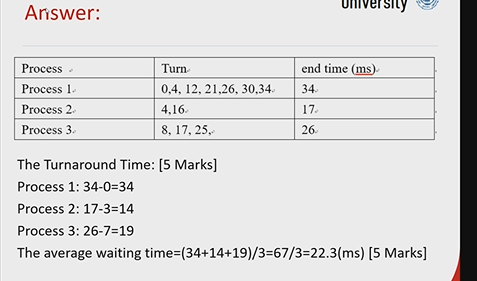 University
Answer:
Process Turn end time (ms)
Process 1 0,4, 12, 21,26, 30,34 34
Process 2 4,16 17
Process 3 8, 17, 25, 26
The Turnaround Time: [5 Marks]
Process 1: 34-0=34
Process 2: 17-3=14
Process 3: 26-7=19
The average waiting time=(34+14+19)/3=67/3=22.3(ms) [5 Marks]